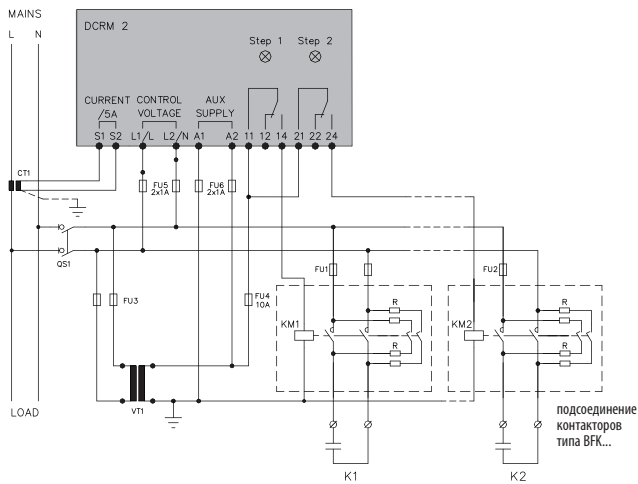 MAINS
L N
DCRM 2
Step 1 Step 2
CURRENT CONTROL AUX
/5A VOLTAGE SUPPLY
S1 S2 L1/L L2/N A1 A2 11 12 14 21 22 24
CT1
FU5 FU6
2x1A 2x1A
QS1
FU1 FU2
FU3 FU4
10A
R R
KM1 KM2
R R
LOAD
VT1
подсоединение
контакторов
типа BFK...
K1 K2